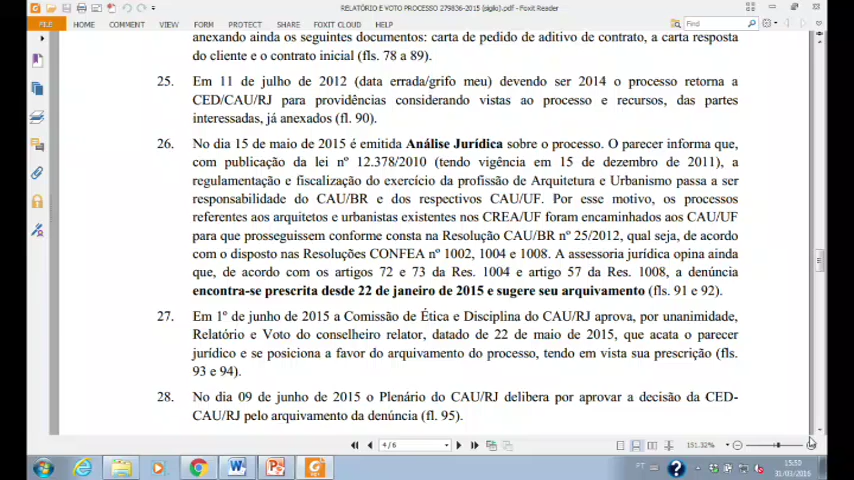 RELATÓRIO E VOTO PROCESSO 279836-2015 (sigilo).pdf - Foxit Reader
FILE HOME COMMENT VIEW FORM PROTECT SHARE FOXIT CLOUD HELP Find
anexando ainda os seguintes documentos: carta de pedido de aditivo de contrato, a carta resposta
do cliente e o contrato inicial (fls. 78 a 89).
25. Em 11 de julho de 2012 (data errada/grifo meu) devendo ser 2014 o processo retorna a
CED/CAU/RJ para providências considerando vistas ao processo e recursos, das partes
interessadas, já anexados (fl. 90).
26. No dia 15 de maio de 2015 é emitida Análise Jurídica sobre o processo. O parecer informa que,
com publicação da lei nº 12.378/2010 (tendo vigência em 15 de dezembro de 2011), a
regulamentação e fiscalização do exercício da profissão de Arquitetura e Urbanismo passa a ser
responsabilidade do CAU/BR e dos respectivos CAU/UF. Por esse motivo, os processos
referentes aos arquitetos e urbanistas existentes nos CREA/UF foram encaminhados aos CAU/UF
para que prosseguissem conforme consta na Resolução CAU/BR nº 25/2012, qual seja, de acordo
com o disposto nas Resoluções CONFEA nº 1002, 1004 e 1008. A assessoria jurídica opina ainda
que, de acordo com os artigos 72 e 73 da Res. 1004 e artigo 57 da Res. 1008, a denúncia
encontra-se prescrita desde 22 de janeiro de 2015 e sugere seu arquivamento (fls. 91 e 92).
27. Em 1º de junho de 2015 a Comissão de Ética e Disciplina do CAU/RJ aprova, por unanimidade,
Relatório e Voto do conselheiro relator, datado de 22 de maio de 2015, que acata o parecer
jurídico e se posiciona a favor do arquivamento do processo, tendo em vista sua prescrição (fls.
93 e 94).
28. No dia 09 de junho de 2015 o Plenário do CAU/RJ delibera por aprovar a decisão da CED-
CAU/RJ pelo arquivamento da denúncia (fl. 95).
4 / 6 151.32%
PT 15:53
31/03/2016